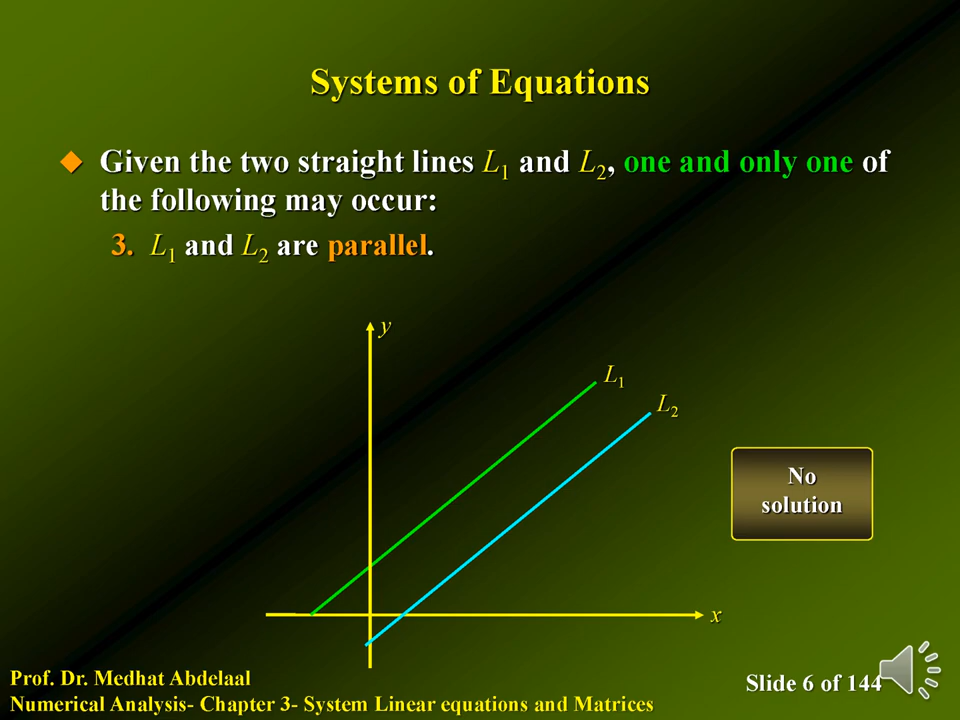 Systems of Equations
Given the two straight lines L1 and L2, one and only one of
the following may occur:
3. L1 and L2 are parallel.
y
L1
L2
No
solution
x
Prof. Dr. Medhat Abdelaal
Numerical Analysis- Chapter 3- System Linear equations and Matrices
Slide 6 of 144